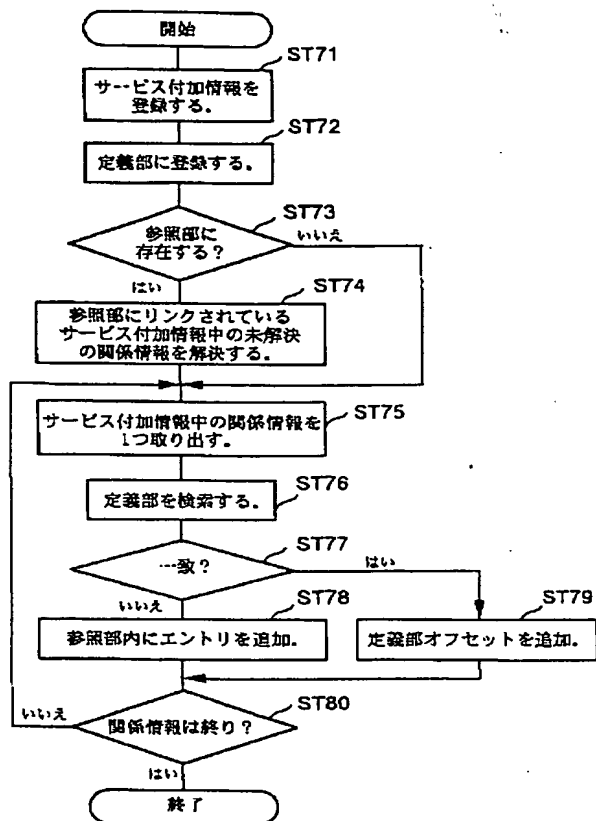 開始
ST71
サービス付加情報を
登録する。
ST72
定義部に登録する。
ST73
参照部に
存在する？
いいえ
はい
ST74
参照部にリンクされている
サービス付加情報中の未解決
の関係情報を解決する。
サービス付加情報中の関係情報を
1つ取り出す。
ST75
定義部を検索する。
ST76
一致？
ST77
はい
いいえ
ST78
参照部内にエントリを追加。
ST79
定義部オフセットを追加。
関係情報は終り？
ST80
いいえ
はい
終了